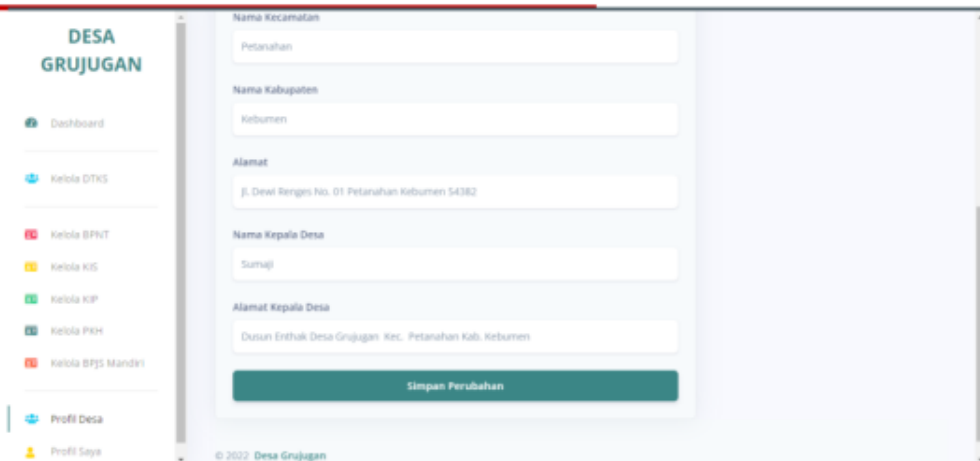 DESA
GRUJUGAN
Dashboard
Kelola DTKS
Kelola BPNT
Kelola KIS
Kelola KIP
Kelola PKH
Kelola BPJS Mandiri
Profil Desa
Profil Saya
Nama Kecamatan
Petanahan
Nama Kabupaten
Kebumen
Alamat
Jl. Dewi Renges No. 01 Petanahan Kebumen 54382
Nama Kepala Desa
Sumaji
Alamat Kepala Desa
Dusun Enthak Desa Grujugan Kec. Petanahan Kab. Kebumen
Simpan Perubahan
© 2022 Desa Grujugan